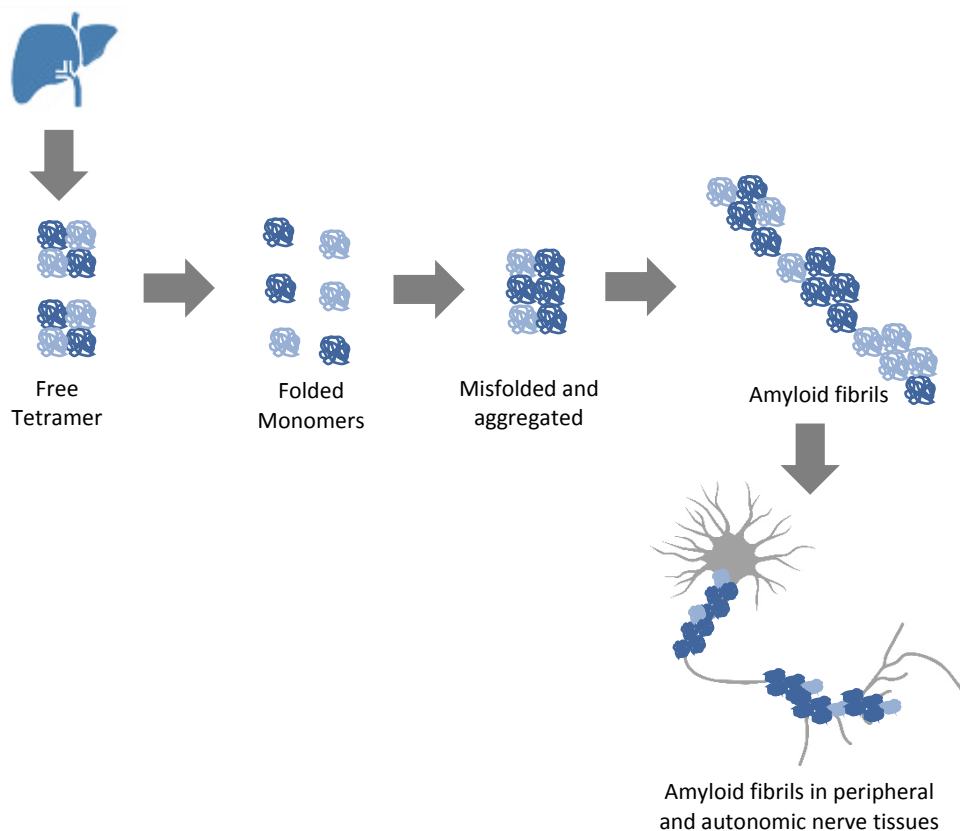 Free
Tetramer
Folded
Monomers
Misfolded and
aggregated
Amyloid fibrils
Amyloid fibrils in peripheral
and autonomic nerve tissues